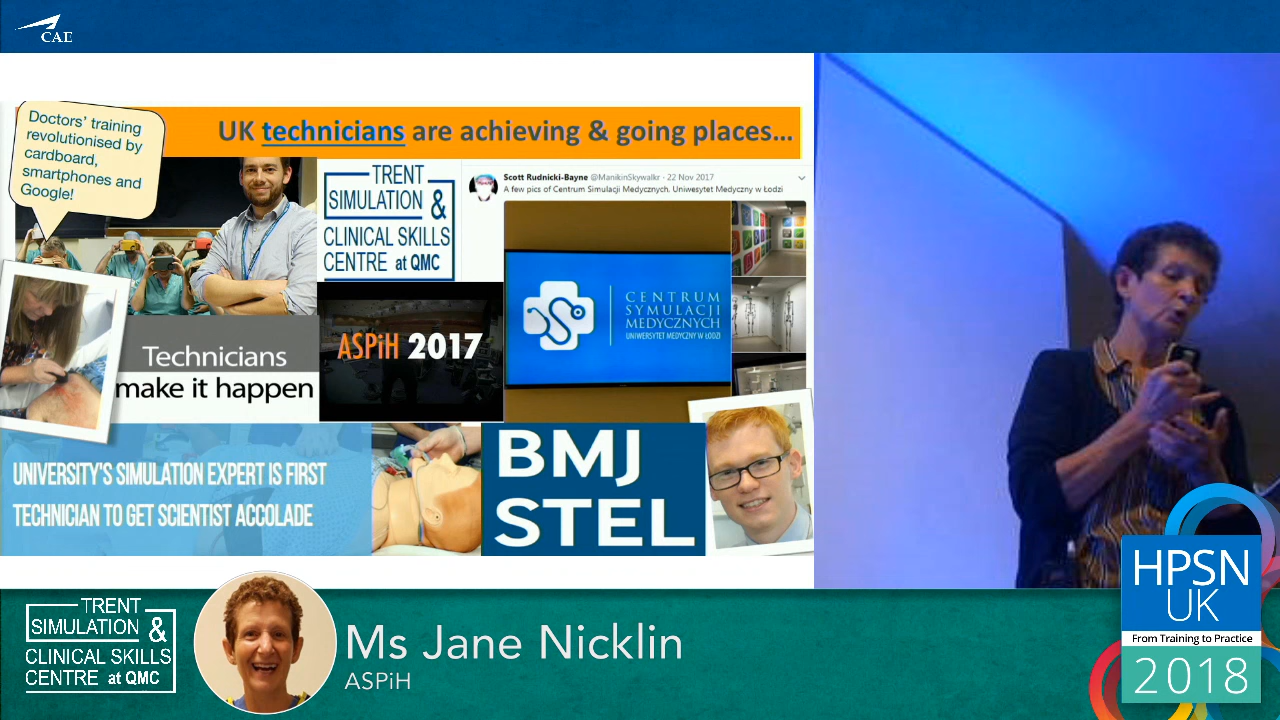 CAE
UK technicians are achieving & going places...
Doctors' training
revolutionised by
cardboard,
smartphones and
Google!
TRENT
SIMULATION &
CLINICAL SKILLS
CENTRE at QMC
Scott Rudnicki-Bayne @ManikinSkywalkr · 22 Nov 2017
A few pics of Centrum Simulacji Medycznych. Uniwesytet Medyczny w Łodzi
CENTRUM
SYMULACJI
MEDYCZNYCH
UNIWERSYTET MEDYCZNY W ŁODZI
ASPiH 2017
Technicians
make it happen
UNIVERSITY'S SIMULATION EXPERT IS FIRST
TECHNICIAN TO GET SCIENTIST ACCOLADE
BMJ
STEL
TRENT
SIMULATION &
CLINICAL SKILLS
CENTRE at QMC
Ms Jane Nicklin
ASPiH
HPSN
UK
From Training to Practice
2018